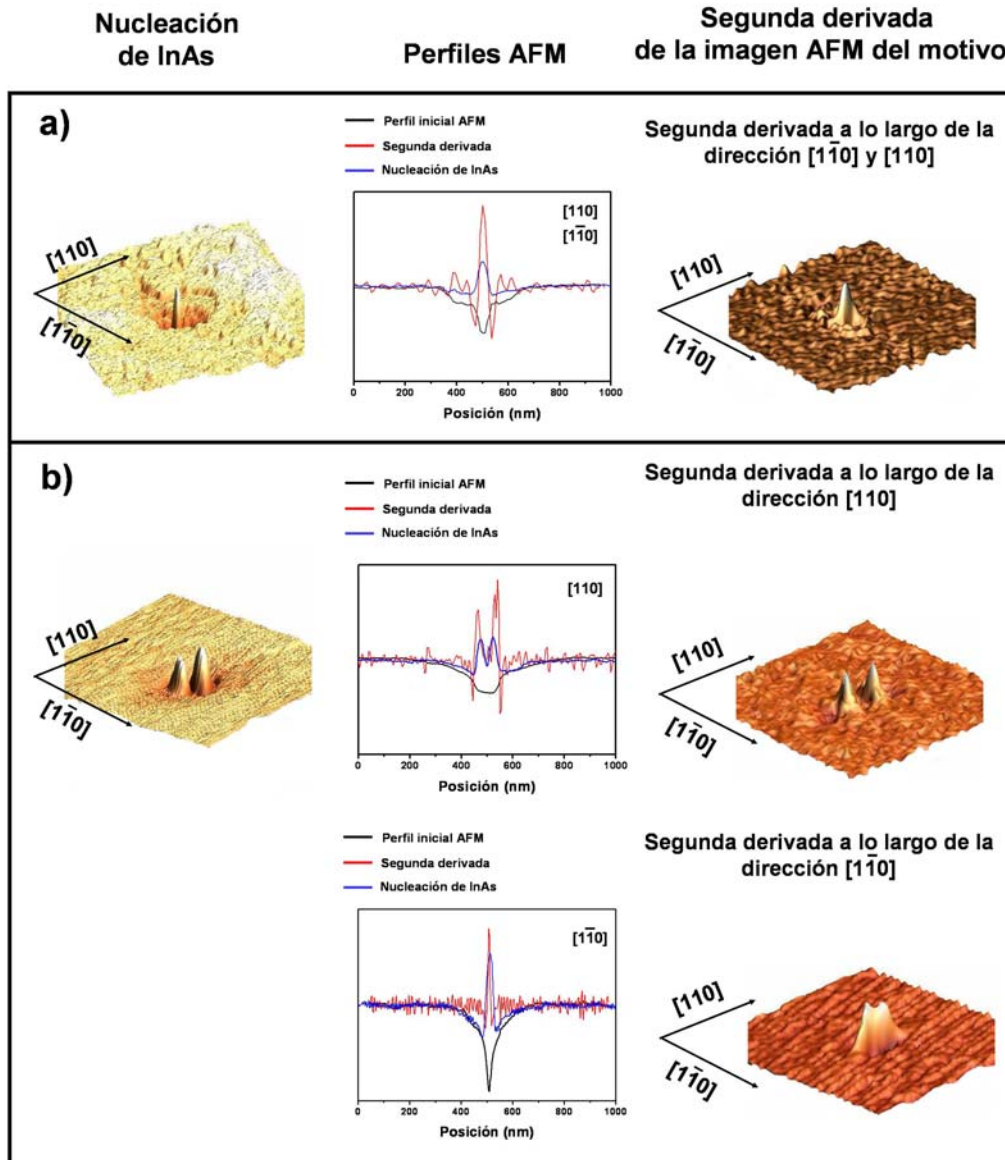 Nucleación
de InAs
Perfiles AFM
Segunda derivada
de la imagen AFM del motivo
a)
Perfil inicial AFM
Segunda derivada
Nucleación de InAs
Segunda derivada a lo largo de la
dirección [11̅0] y [110]
[110]
[11̅0]
[110]
[11̅0]
[110]
[11̅0]
0 200 400 600 800 1000
Posición (nm)
b)
Perfil inicial AFM
Segunda derivada
Nucleación de InAs
Segunda derivada a lo largo de la
dirección [110]
[110]
[11̅0]
[110]
[110]
[11̅0]
0 200 400 600 800 1000
Posición (nm)
Perfil inicial AFM
Segunda derivada
Nucleación de InAs
Segunda derivada a lo largo de la
dirección [11̅0]
[11̅0]
[110]
[11̅0]
0 200 400 600 800 1000
Posición (nm)